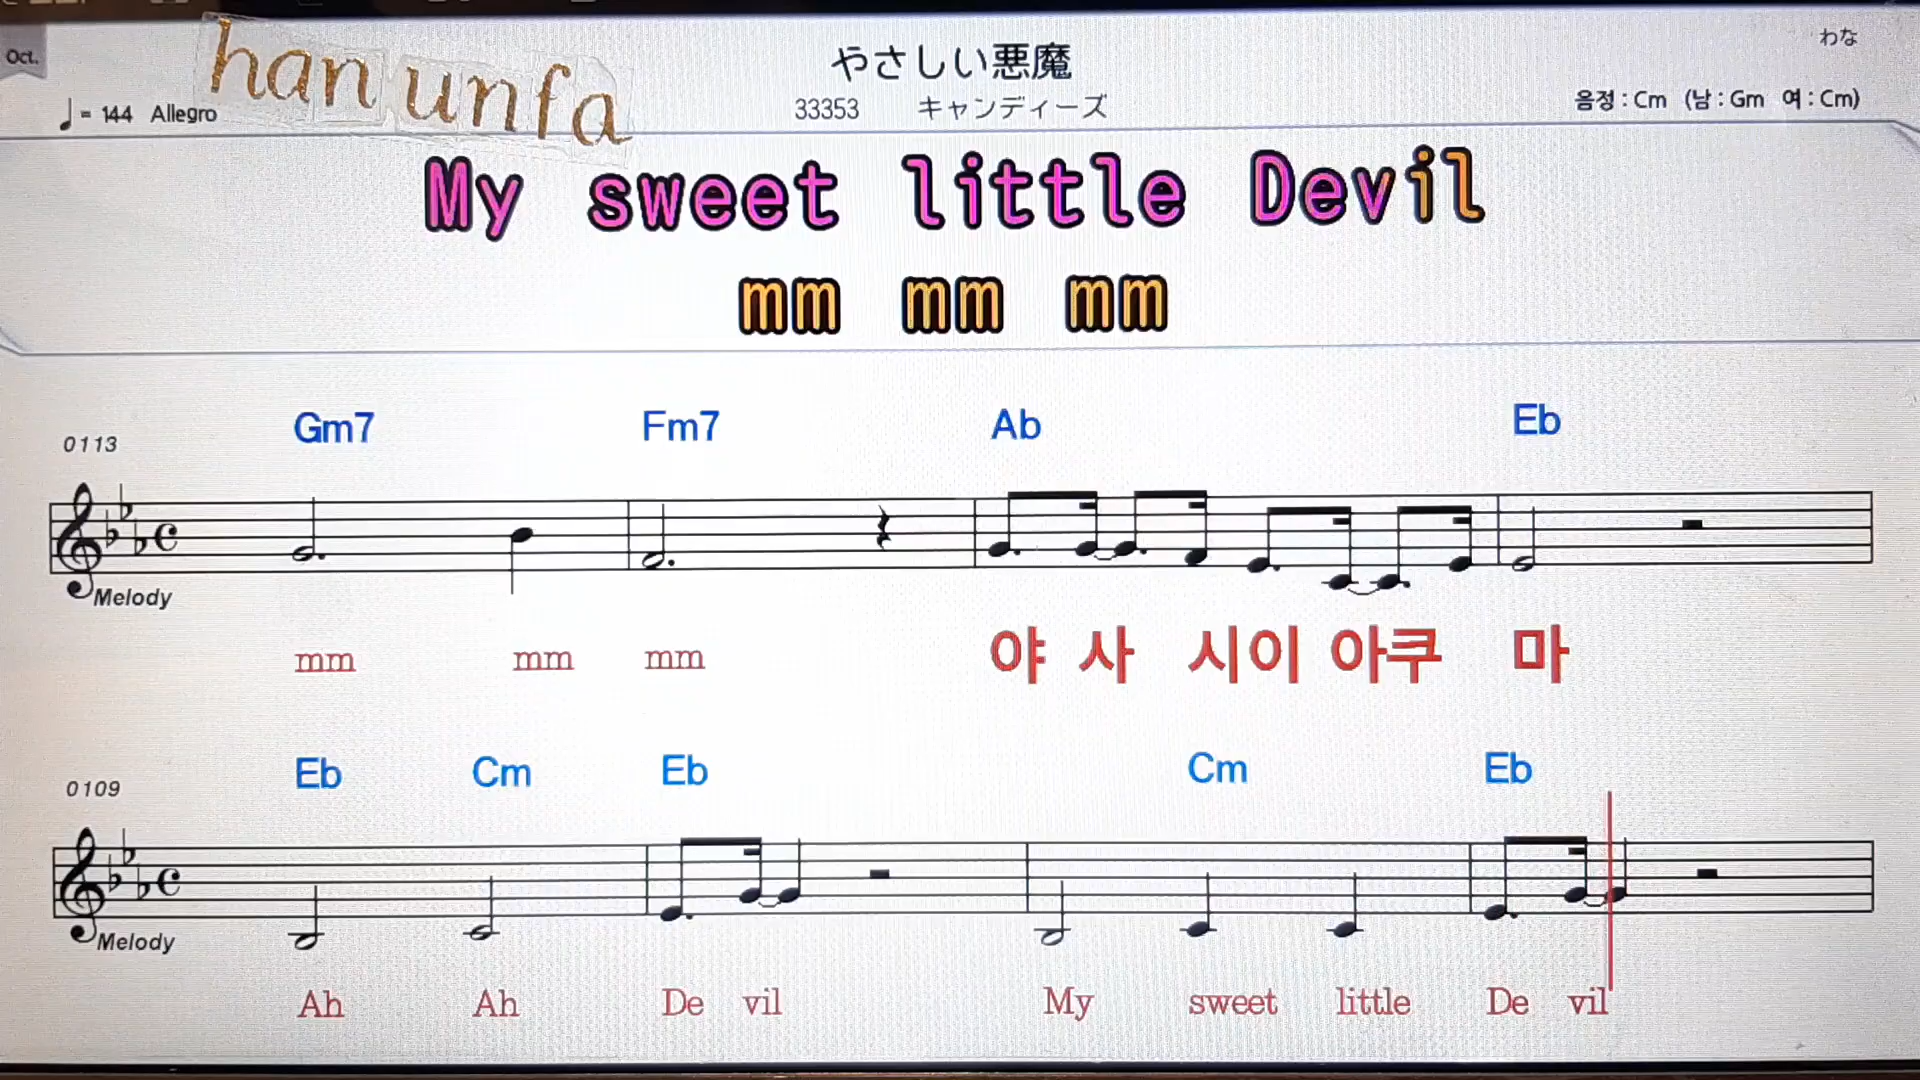 Oct.
han unfa
やさしい悪魔
わな
♩= 144 Allegro
33353 キャンディーズ
음정 : Cm (남 : Gm 여 : Cm)
My sweet little Devil
mm mm mm
Gm7 Fm7 Ab Eb
0113
Melody
mm mm mm 야 사 시이 아쿠 마
Eb Cm Eb Cm Eb
0109
Melody
Ah Ah De vil My sweet little De vil